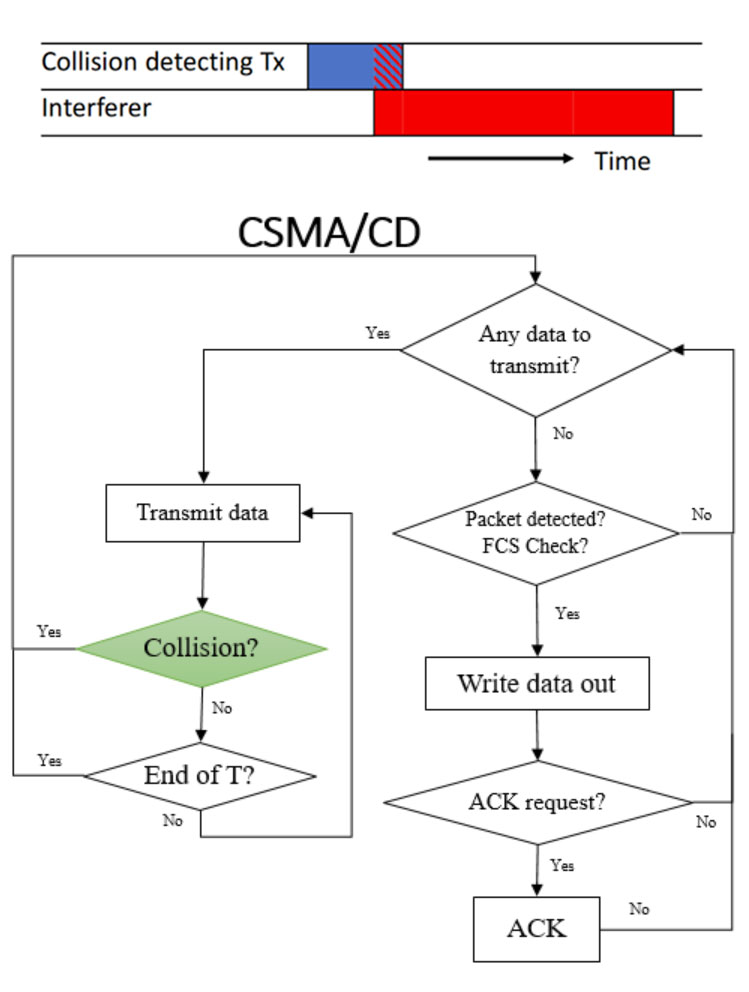 Collision detecting Tx
Interferer
Time
CSMA/CD
Yes
Any data to
transmit?
No
Transmit data
Packet detected?
FCS Check?
No
Yes
Collision?
Yes
Write data out
No
Yes
End of T?
No
ACK request?
No
Yes
ACK
No